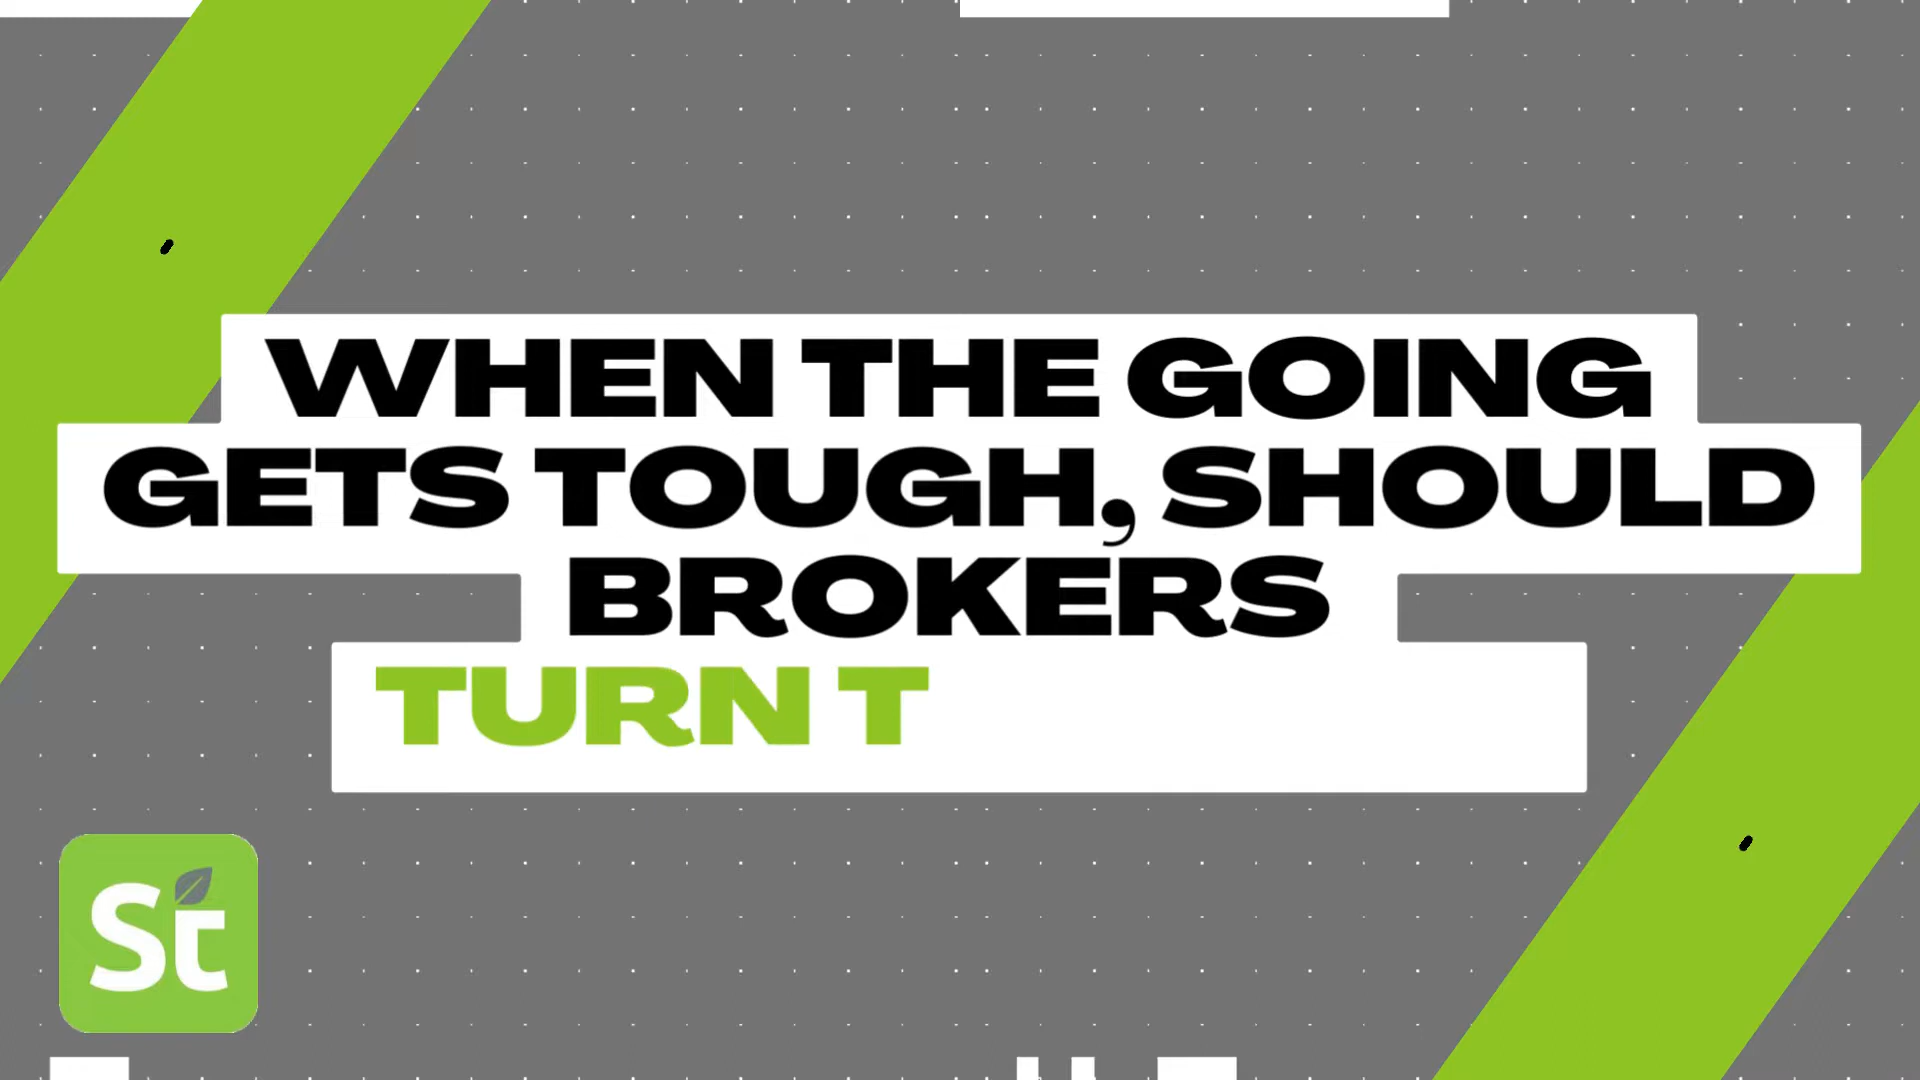 WHEN THE GOING
GETS TOUGH, SHOULD
BROKERS
TURN T
St